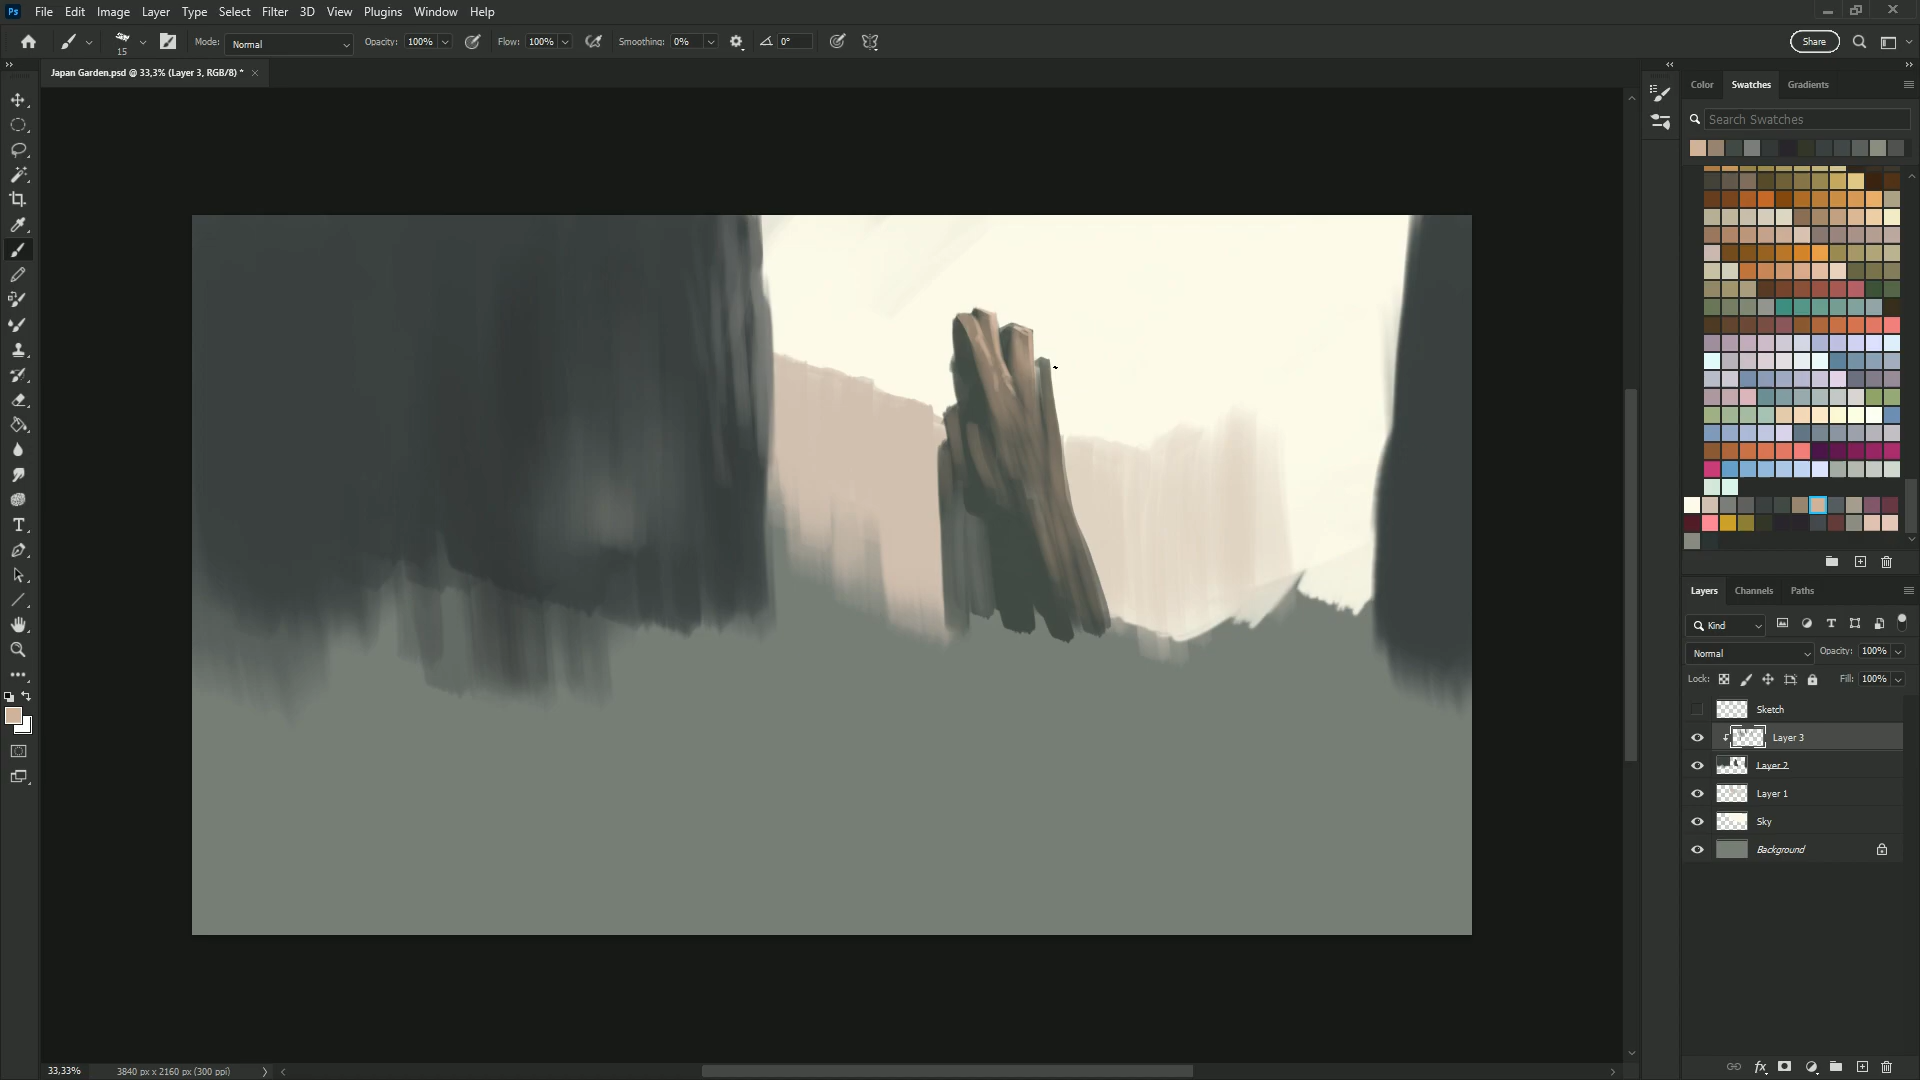 Ps File Edit Image Layer Type Select Filter 3D View Plugins Window Help
15 Mode: Normal Opacity: 100% Flow: 100% Smoothing: 0% 0° Share
Japan Garden.psd @ 33,3% (Layer 3, RGB/8) *
Color Swatches Gradients
Search Swatches
Layers Channels Paths
Kind
Normal Opacity: 100%
Lock: Fill: 100%
Sketch
Layer 3
Layer 2
Layer 1
Sky
Background
fx
33,33% 3840 px x 2160 px (300 ppi)